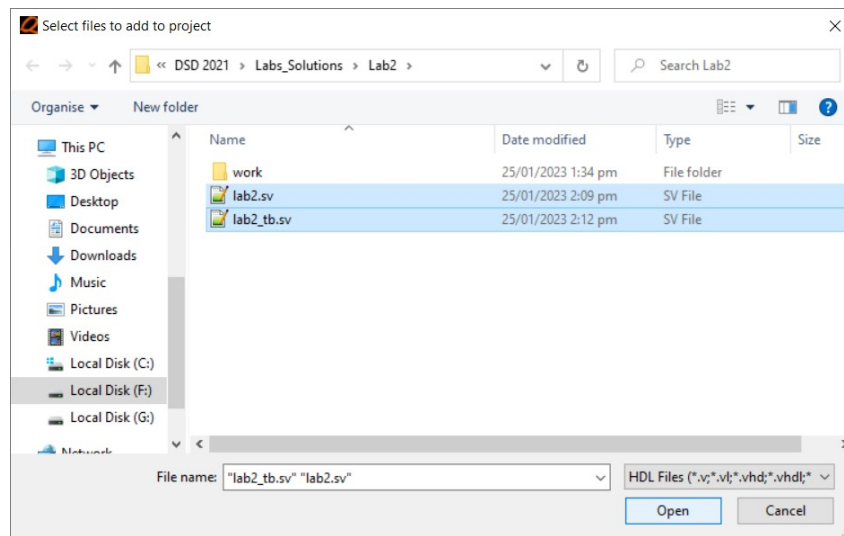 Select files to add to project
« DSD 2021 › Labs_Solutions › Lab2 ›
Search Lab2
Organise
New folder
This PC
3D Objects
Desktop
Documents
Downloads
Music
Pictures
Videos
Local Disk (C:)
Local Disk (F:)
Local Disk (G:)
Network
Name Date modified Type Size
work 25/01/2023 1:34 pm File folder
lab2.sv 25/01/2023 2:09 pm SV File
lab2_tb.sv 25/01/2023 2:12 pm SV File
File name: "lab2_tb.sv" "lab2.sv"
HDL Files (*.v;*.vl;*.vhd;*.vhdl;*
Open Cancel